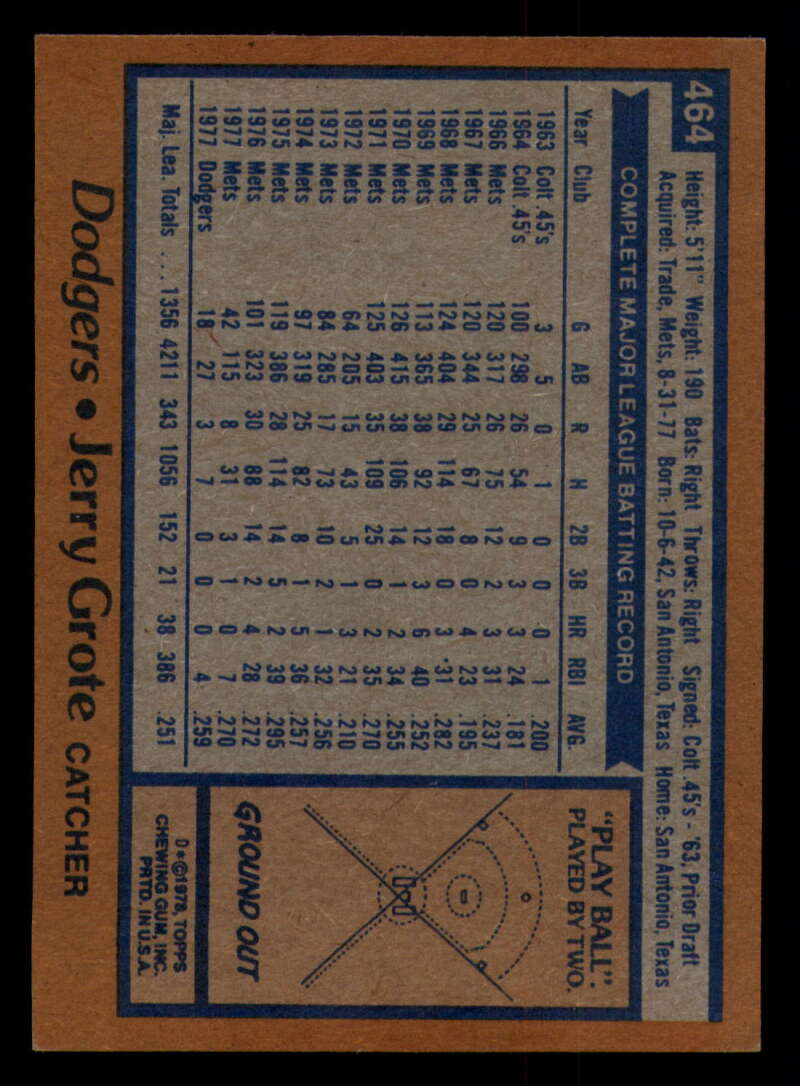 464
Height: 5'11" Weight: 190 Bats: Right Throws: Right Signed: Colt .45's - '63, Prior Draft
Acquired: Trade, Mets, 8-31-77 Born: 10-6-42, San Antonio, Texas Home: San Antonio, Texas
COMPLETE MAJOR LEAGUE BATTING RECORD
Year Club G AB R H 2B 3B HR RBI AVG.
1963 Colt .45's 3 5 0 1 0 0 0 1 .200
1964 Colt .45's 100 298 26 54 9 3 3 24 .181
1966 Mets 120 317 26 75 12 2 3 31 .237
1967 Mets 120 344 25 67 8 0 4 23 .195
1968 Mets 124 404 29 114 18 0 3 31 .282
1969 Mets 113 365 38 92 12 3 6 40 .252
1970 Mets 126 415 38 106 14 1 2 34 .255
1971 Mets 125 403 35 109 25 0 2 35 .270
1972 Mets 64 205 15 43 5 1 3 21 .210
1973 Mets 84 285 17 73 10 2 1 32 .256
1974 Mets 97 319 25 82 8 1 5 36 .257
1975 Mets 119 386 28 114 14 5 2 39 .295
1976 Mets 101 323 30 88 14 2 4 28 .272
1977 Mets 42 115 8 31 3 1 0 7 .270
1977 Dodgers 18 27 3 7 0 0 0 4 .259
Maj. Lea. Totals ... 1356 4211 343 1056 152 21 38 386 .251
"PLAY BALL":
PLAYED BY TWO.
GROUND OUT
D*©1978, TOPPS
CHEWING GUM, INC.
PRTD. IN U.S.A.
Dodgers • Jerry Grote CATCHER